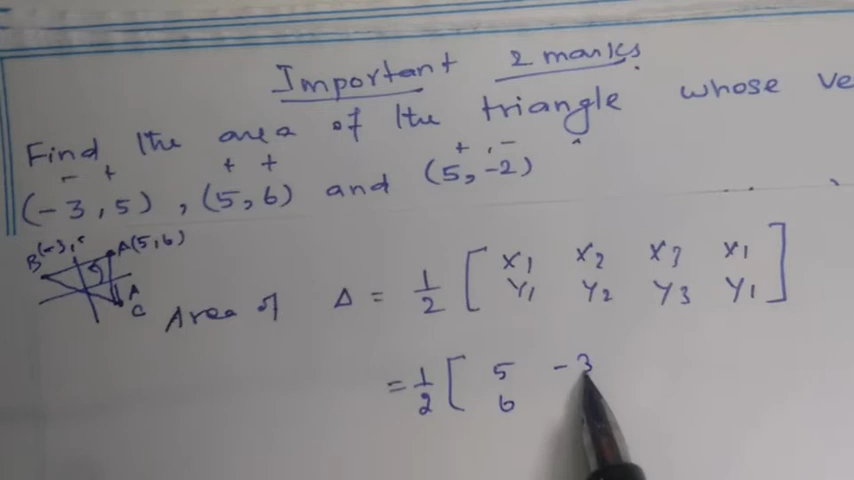 Important 2 marks
Find the area of the triangle whose ve
- + + + + , -
(-3, 5), (5, 6) and (5, -2)
B(-3, A(5,6)
C
Area of Δ = 1/2 [ x1 x2 x3 x1
y1 y2 y3 y1 ]
= 1/2 [ 5 -3
6